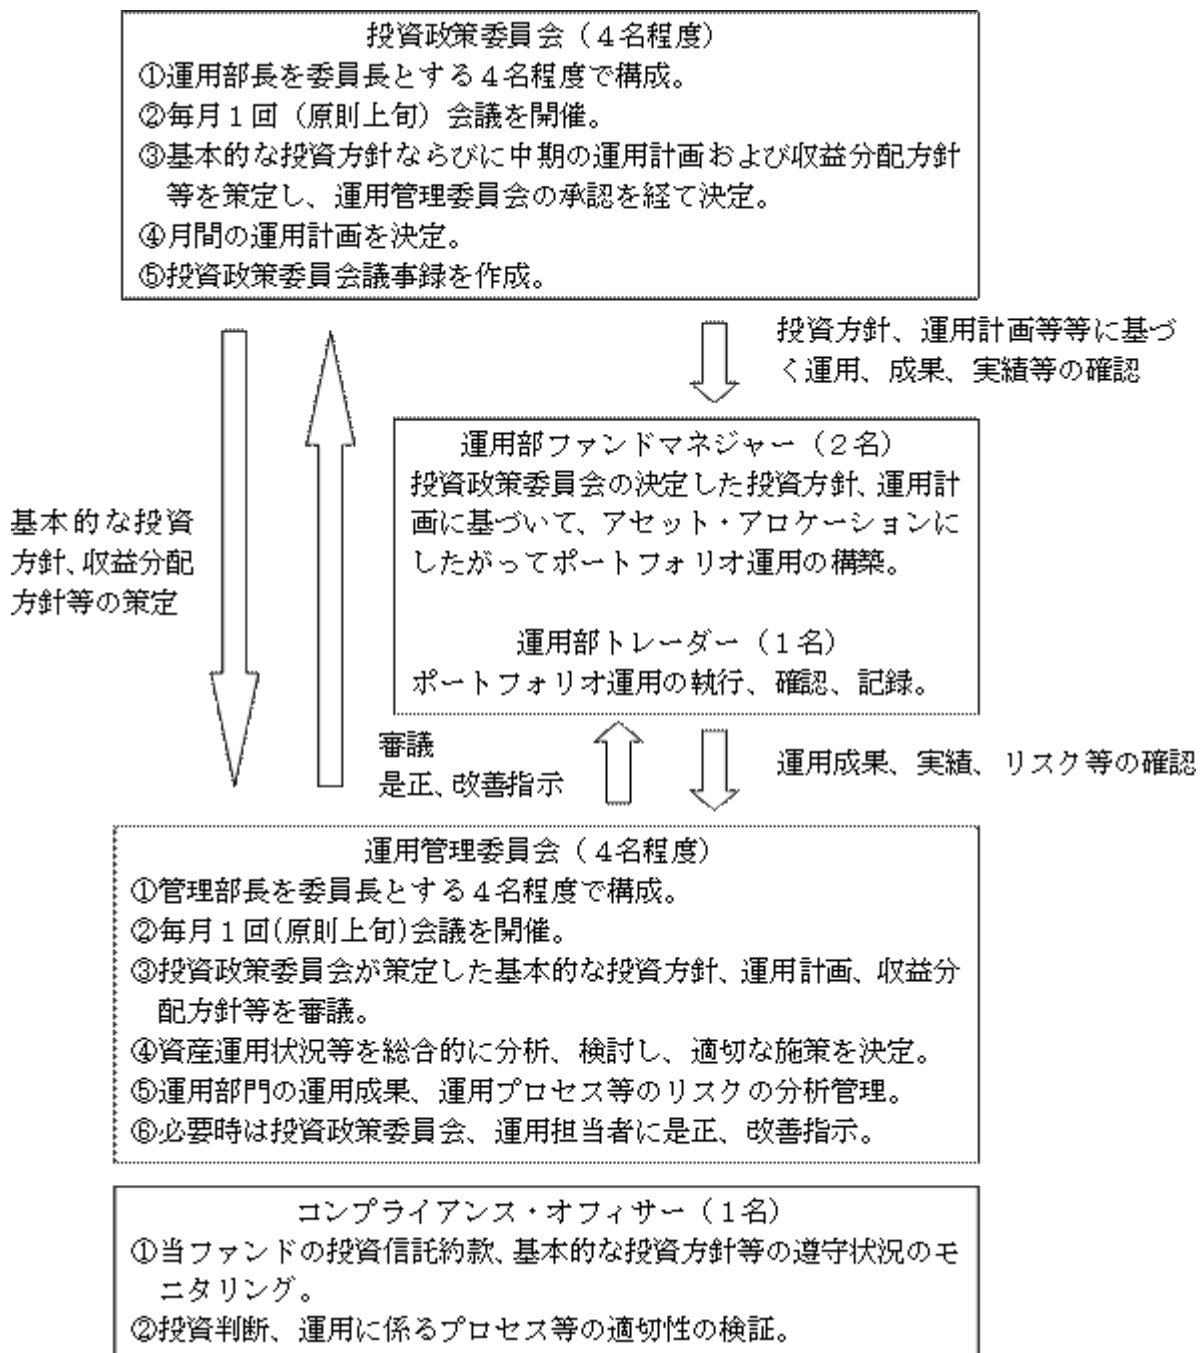 投資政策委員会(4名程度)
①運用部長を委員長とする4名程度で構成。
②毎月1回(原則上旬)会議を開催。
③基本的な投資方針ならびに中期の運用計画および収益分配方針
等を策定し、運用管理委員会の承認を経て決定。
④月間の運用計画を決定。
⑤投資政策委員会議事録を作成。
投資方針、運用計画等等に基づ
く運用、成果、実績等の確認
運用部ファンドマネジャー(2名)
投資政策委員会の決定した投資方針、運用計
画に基づいて、アセット・アロケーションに
したがってポートフォリオ運用の構築。
運用部トレーダー(1名)
ポートフォリオ運用の執行、確認、記録。
基本的な投資
方針、収益分配
方針等の策定
審議
是正、改善指示
運用成果、実績、リスク等の確認
運用管理委員会(4名程度)
①管理部長を委員長とする4名程度で構成。
②毎月1回(原則上旬)会議を開催。
③投資政策委員会が策定した基本的な投資方針、運用計画、収益分
配方針等を審議。
④資産運用状況等を総合的に分析、検討し、適切な施策を決定。
⑤運用部門の運用成果、運用プロセス等のリスクの分析管理。
⑥必要時は投資政策委員会、運用担当者に是正、改善指示。
コンプライアンス・オフィサー(1名)
①当ファンドの投資信託約款、基本的な投資方針等の遵守状況のモ
ニタリング。
②投資判断、運用に係るプロセス等の適切性の検証。